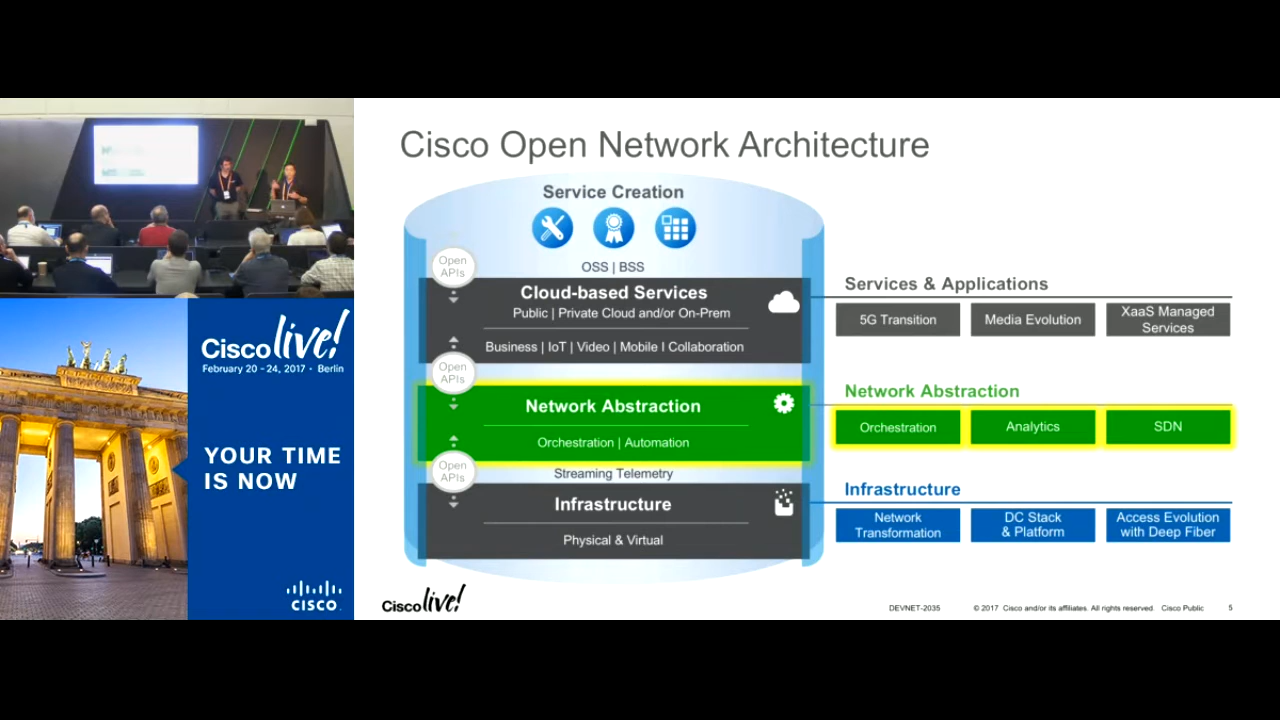 Cisco live!
February 20 - 24, 2017 • Berlin
YOUR TIME
IS NOW
CISCO
Cisco Open Network Architecture
Service Creation
OSS | BSS
Open
APIs
Cloud-based Services
Public | Private Cloud and/or On-Prem
Business | IoT | Video | Mobile I Collaboration
Open
APIs
Network Abstraction
Orchestration | Automation
Open
APIs
Streaming Telemetry
Infrastructure
Physical & Virtual
Services & Applications
5G Transition
Media Evolution
XaaS Managed
Services
Network Abstraction
Orchestration
Analytics
SDN
Infrastructure
Network
Transformation
DC Stack
& Platform
Access Evolution
with Deep Fiber
Cisco live!
DEVNET-2035
© 2017 Cisco and/or its affiliates. All rights reserved. Cisco Public
5